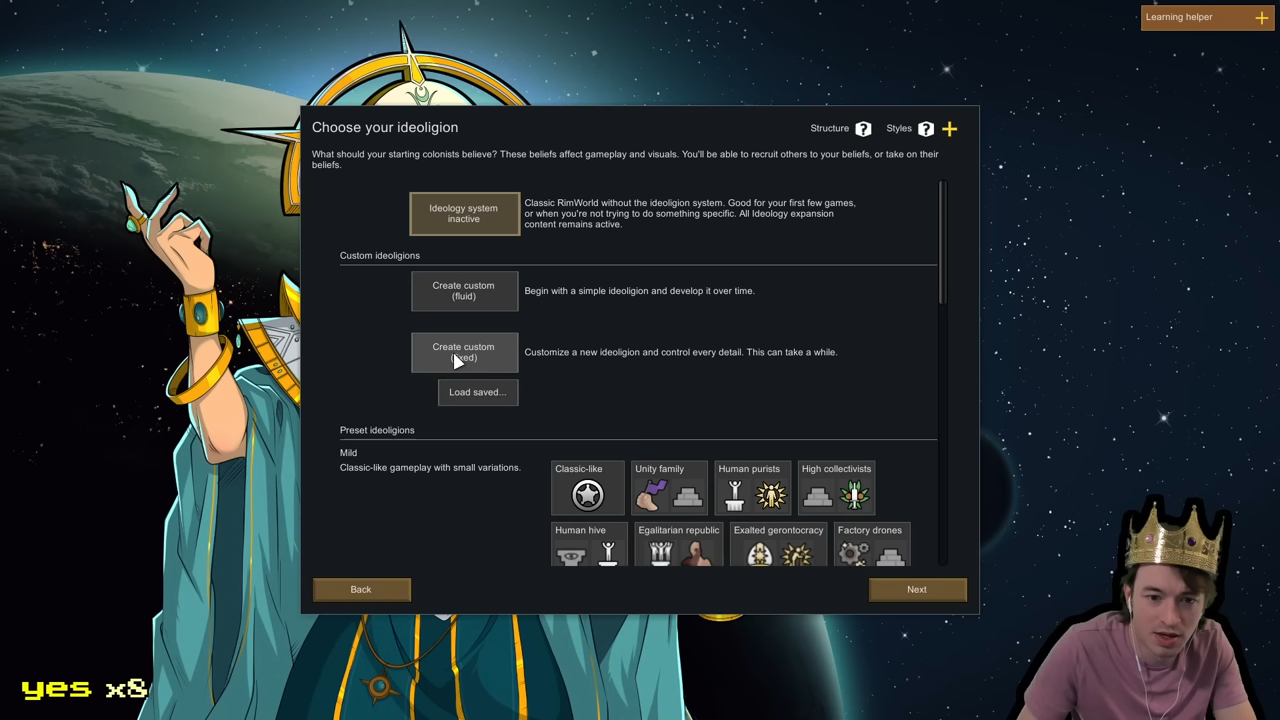 Learning helper
Choose your ideoligion
Structure
Styles
What should your starting colonists believe? These beliefs affect gameplay and visuals. You'll be able to recruit others to your beliefs, or take on their
beliefs.
Ideology system
inactive
Classic RimWorld without the ideoligion system. Good for your first few games,
or when you're not trying to do something specific. All Ideology expansion
content remains active.
Custom ideoligions
Create custom
(fluid)
Begin with a simple ideoligion and develop it over time.
Create custom
Customize a new ideoligion and control every detail. This can take a while.
Load saved...
Preset ideoligions
Mild
Classic-like gameplay with small variations.
Classic-like
Unity family
Human purists
High collectivists
Human hive
Egalitarian republic
Exalted gerontocracy
Factory drones
Back
Next
yes x8